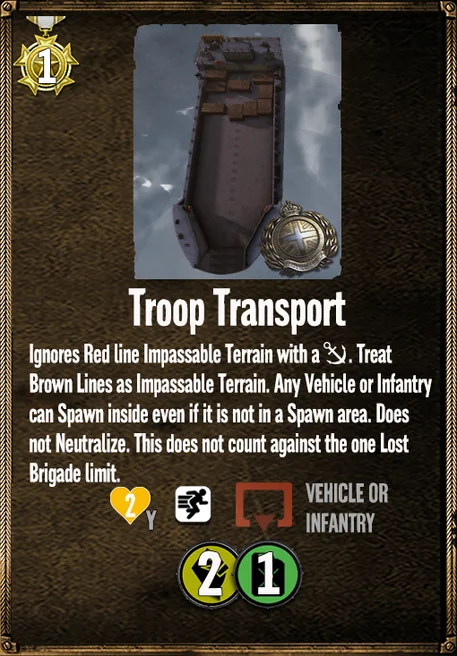 1
Troop Transport
Ignores Red line Impassable Terrain with a . Treat
Brown Lines as Impassable Terrain. Any Vehicle or Infantry
can Spawn inside even if it is not in a Spawn area. Does
not Neutralize. This does not count against the one Lost
Brigade limit.
2 Y
VEHICLE OR
INFANTRY
2 1